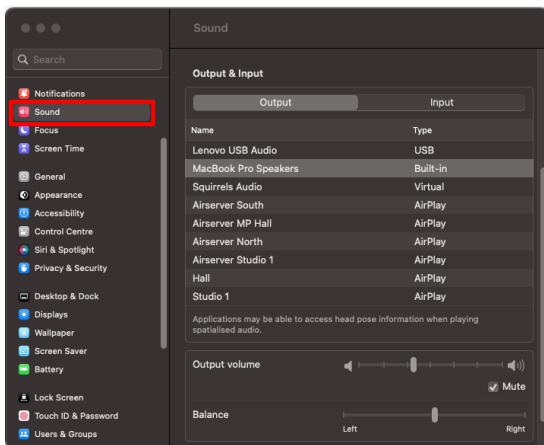 Sound
Search
Notifications
Sound
Focus
Screen Time
General
Appearance
Accessibility
Control Centre
Siri & Spotlight
Privacy & Security
Desktop & Dock
Displays
Wallpaper
Screen Saver
Battery
Lock Screen
Touch ID & Password
Users & Groups
Output & Input
Output Input
Name Type
Lenovo USB Audio USB
MacBook Pro Speakers Built-in
Squirrels Audio Virtual
Airserver South AirPlay
Airserver MP Hall AirPlay
Airserver North AirPlay
Airserver Studio 1 AirPlay
Hall AirPlay
Studio 1 AirPlay
Applications may be able to access head pose information when playing
spatialised audio.
Output volume
Mute
Balance
Left Right